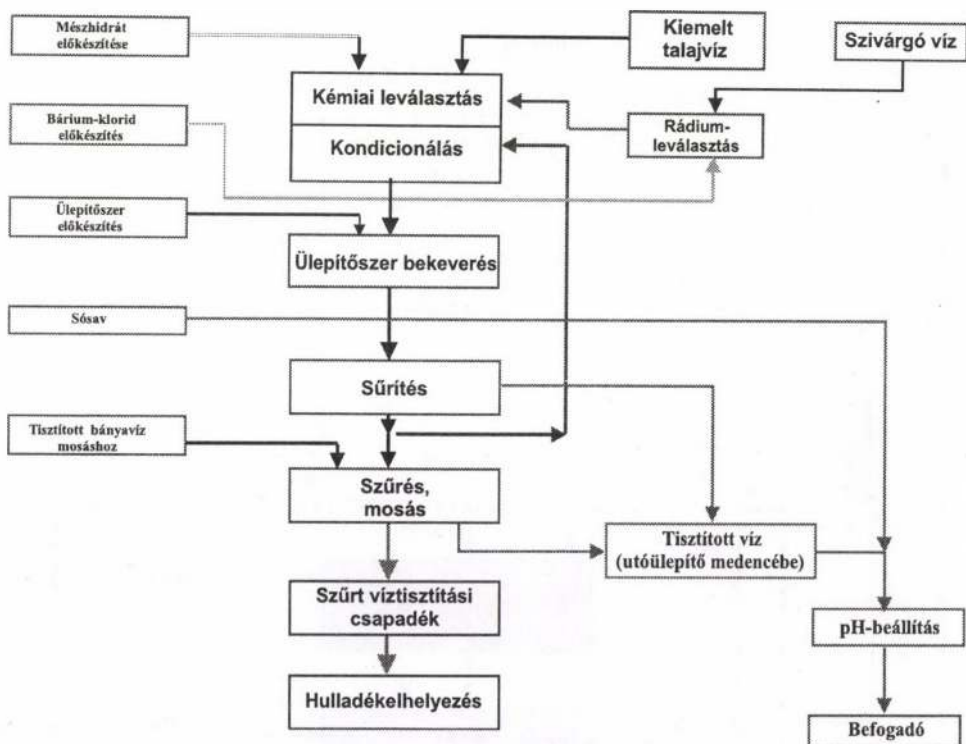 Mészhidrát
előkészítése
Kiemelt
talajvíz
Szivárgó víz
Kémiai leválasztás
Bárium-klorid
előkészítés
Rádium-
leválasztás
Kondicionálás
Ülepítőszer
előkészítés
Ülepítőszer bekeverés
Sósav
Sűrítés
Tisztított bányavíz
mosáshoz
Szűrés,
mosás
Tisztított víz
(utóülepítő medencébe)
Szűrt víztisztítási
csapadék
pH-beállítás
Hulladékelhelyezés
Befogadó